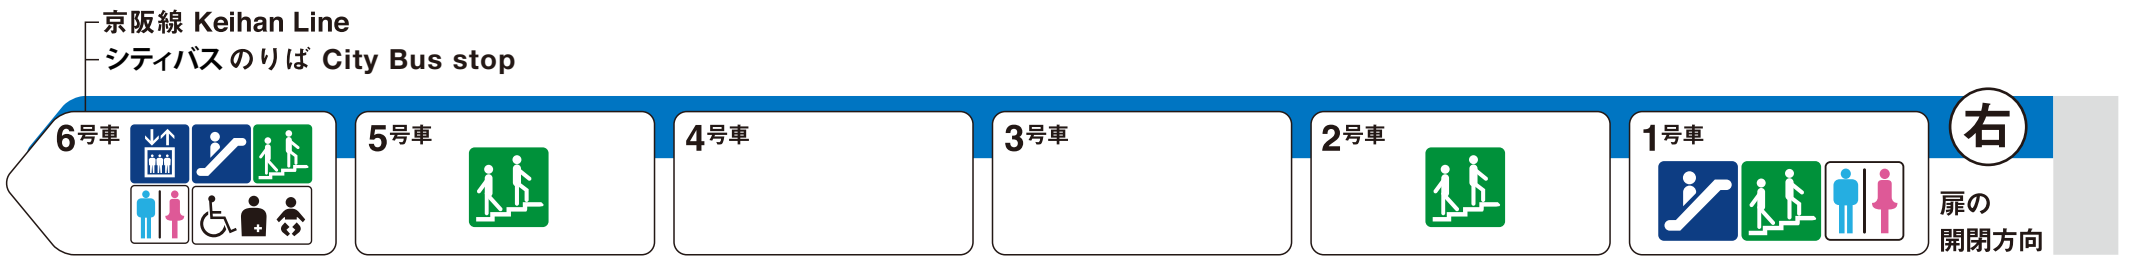 京阪線 Keihan Line
シティバスのりば City Bus stop
6号車
5号車
4号車
3号車
2号車
1号車
右
扉の
開閉方向